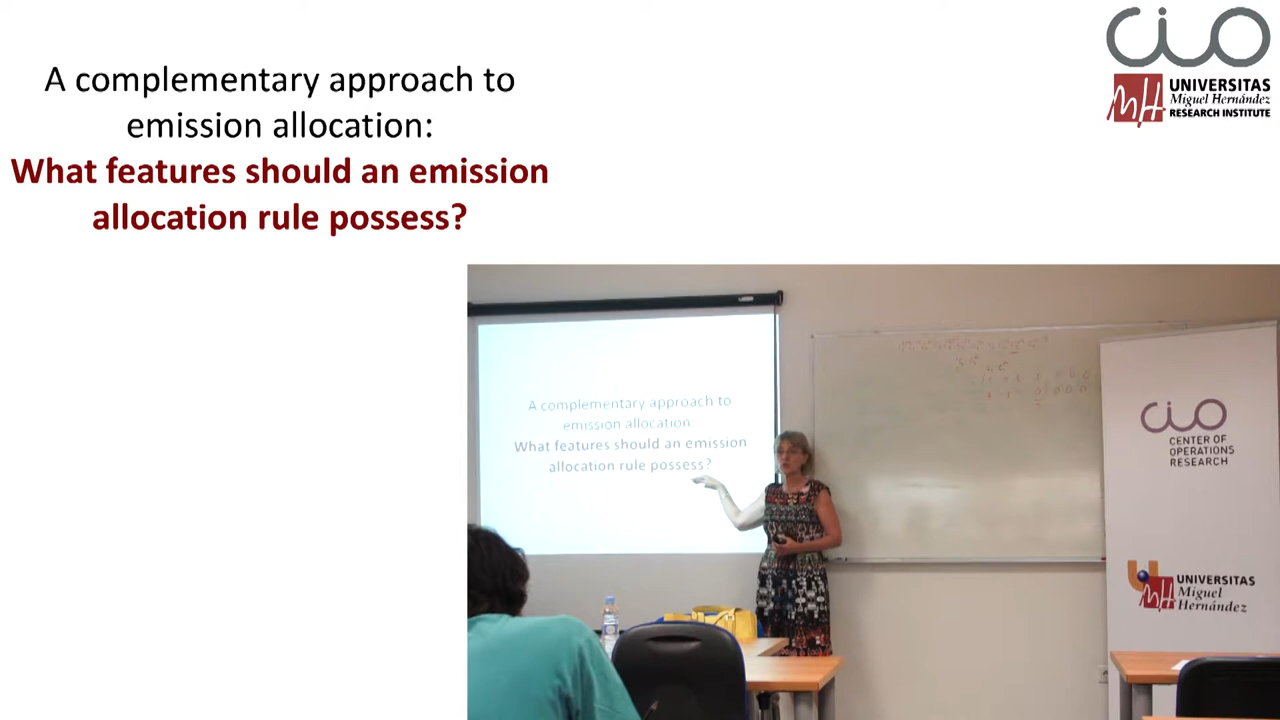 A complementary approach to
emission allocation:
What features should an emission
allocation rule possess?
CIO
UNIVERSITAS
Miguel Hernández
RESEARCH INSTITUTE
A complementary approach to
emission allocation:
What features should an emission
allocation rule possess?
CIO
CENTER OF
OPERATIONS
RESEARCH
UNIVERSITAS
Miguel
Hernández